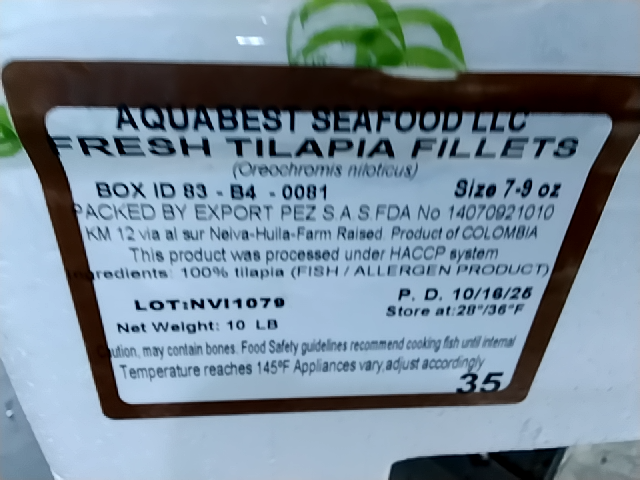 AQUABEST SEAFOOD LLC
FRESH TILAPIA FILLETS
(Oreochromis niloticus)
BOX ID 83 - B4 - 0081 Size 7-9 oz
PACKED BY EXPORT PEZ S.A.S.FDA No 14070921010
KM 12 via al sur Neiva-Huila-Farm Raised. Product of COLOMBIA
This product was processed under HACCP system
Ingredients: 100% tilapia (FISH / ALLERGEN PRODUCT)
LOT:NVI1079 P. D. 10/16/25
Store at:28°/36°F
Net Weight: 10 LB
Caution, may contain bones. Food Safety guidelines recommend cooking fish until internal
Temperature reaches 145ºF Appliances vary,adjust accordingly
35